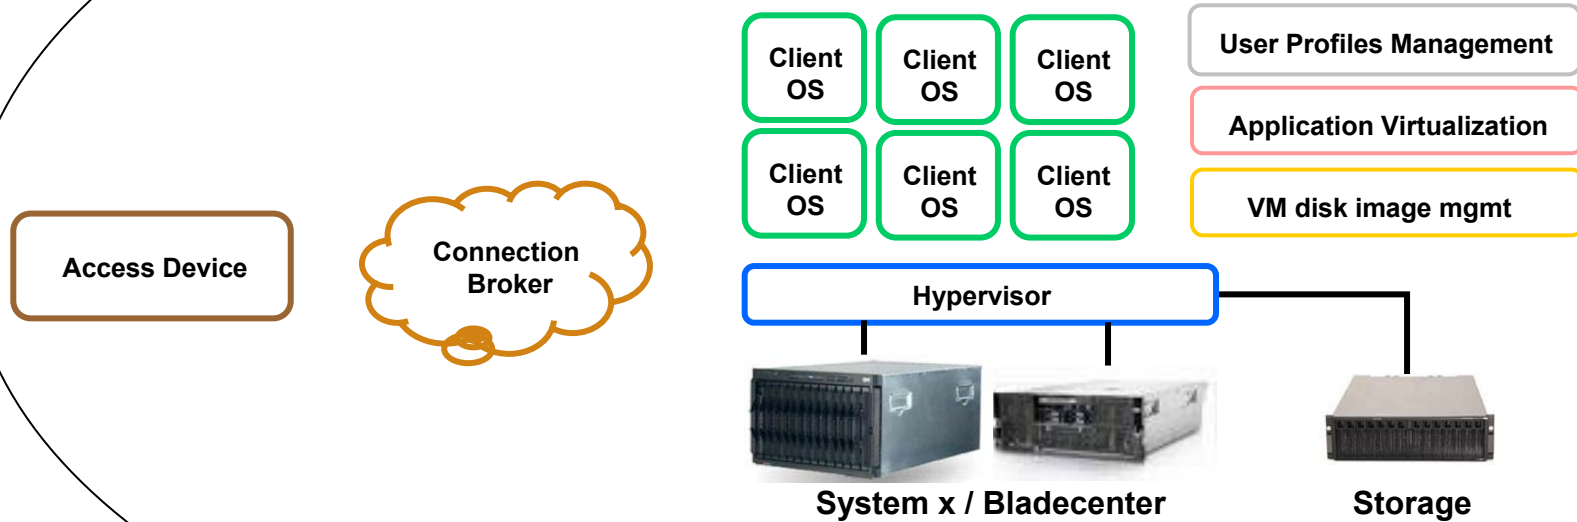 Access Device
Connection
Broker
Client
OS
Client
OS
Client
OS
Client
OS
Client
OS
Client
OS
User Profiles Management
Application Virtualization
VM disk image mgmt
Hypervisor
System x / Bladecenter
Storage